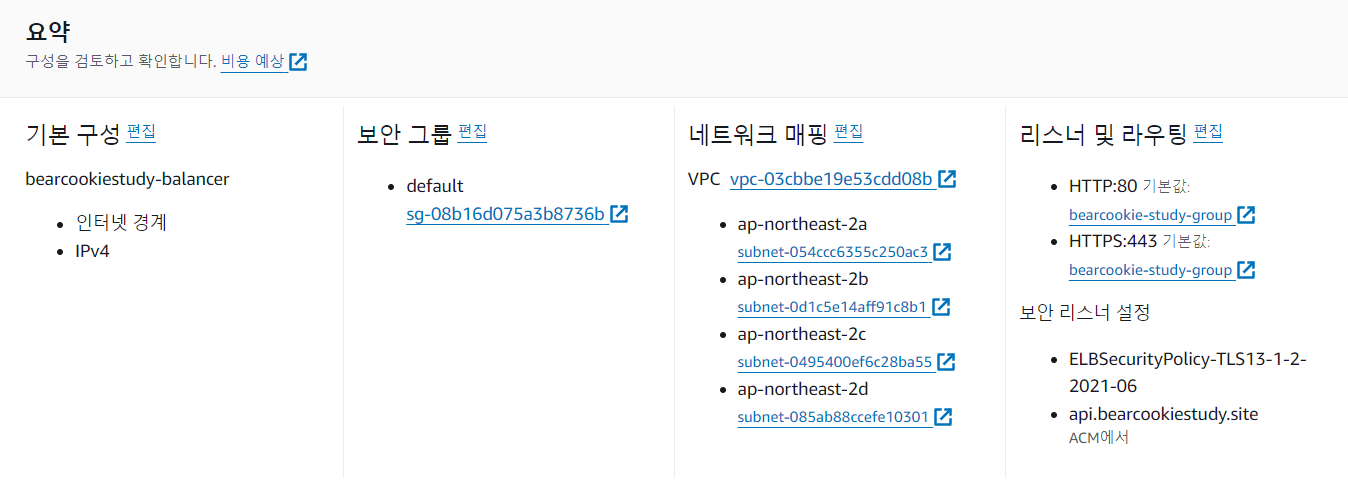 요약
구성을 검토하고 확인합니다. 비용 예상
기본 구성 편집
bearcookiestudy-balancer
인터넷 경계
IPv4
보안 그룹 편집
default
sg-08b16d075a3b8736b
네트워크 매핑 편집
VPC vpc-03cbbe19e53cdd08b
ap-northeast-2a
subnet-054ccc6355c250ac3
ap-northeast-2b
subnet-0d1c5e14aff91c8b1
ap-northeast-2c
subnet-0495400ef6c28ba55
ap-northeast-2d
subnet-085ab88ccefe10301
리스너 및 라우팅 편집
HTTP:80 기본값:
bearcookie-study-group
HTTPS:443 기본값:
bearcookie-study-group
보안 리스너 설정
ELBSecurityPolicy-TLS13-1-2-
2021-06
api.bearcookiestudy.site
ACM에서